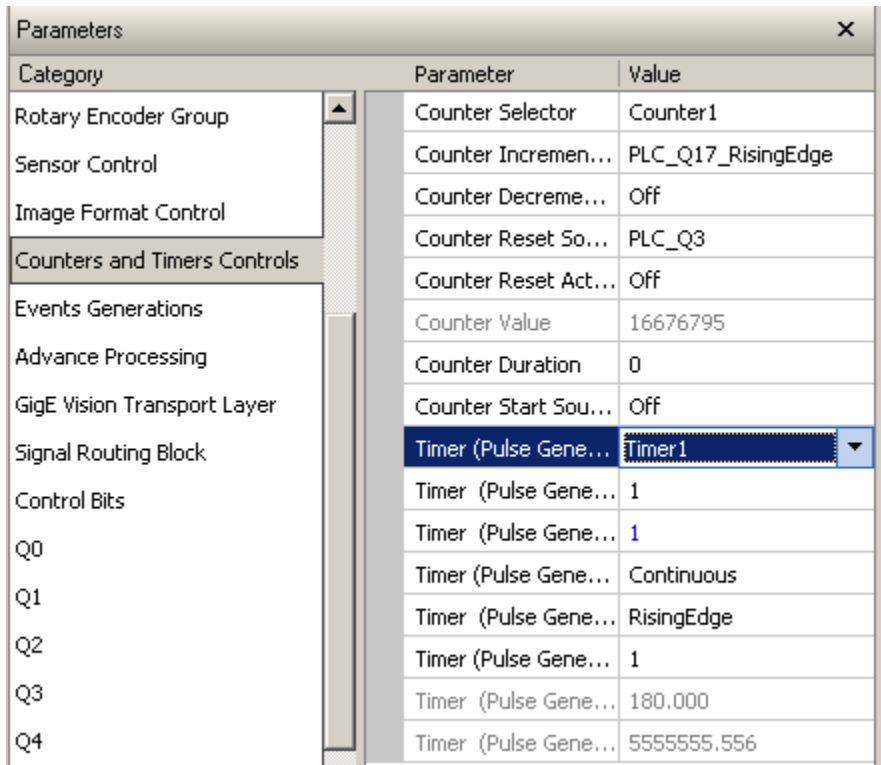 Parameters
Category
Rotary Encoder Group
Sensor Control
Image Format Control
Counters and Timers Controls
Events Generations
Advance Processing
GigE Vision Transport Layer
Signal Routing Block
Control Bits
Q0
Q1
Q2
Q3
Q4
Parameter Value
Counter Selector Counter1
Counter Incremen... PLC_Q17_RisingEdge
Counter Decreme... Off
Counter Reset So... PLC_Q3
Counter Reset Act... Off
Counter Value 16676795
Counter Duration 0
Counter Start Sou... Off
Timer (Pulse Gene... Timer1
Timer (Pulse Gene... 1
Timer (Pulse Gene... 1
Timer (Pulse Gene... Continuous
Timer (Pulse Gene... RisingEdge
Timer (Pulse Gene... 1
Timer (Pulse Gene... 180.000
Timer (Pulse Gene... 5555555.556